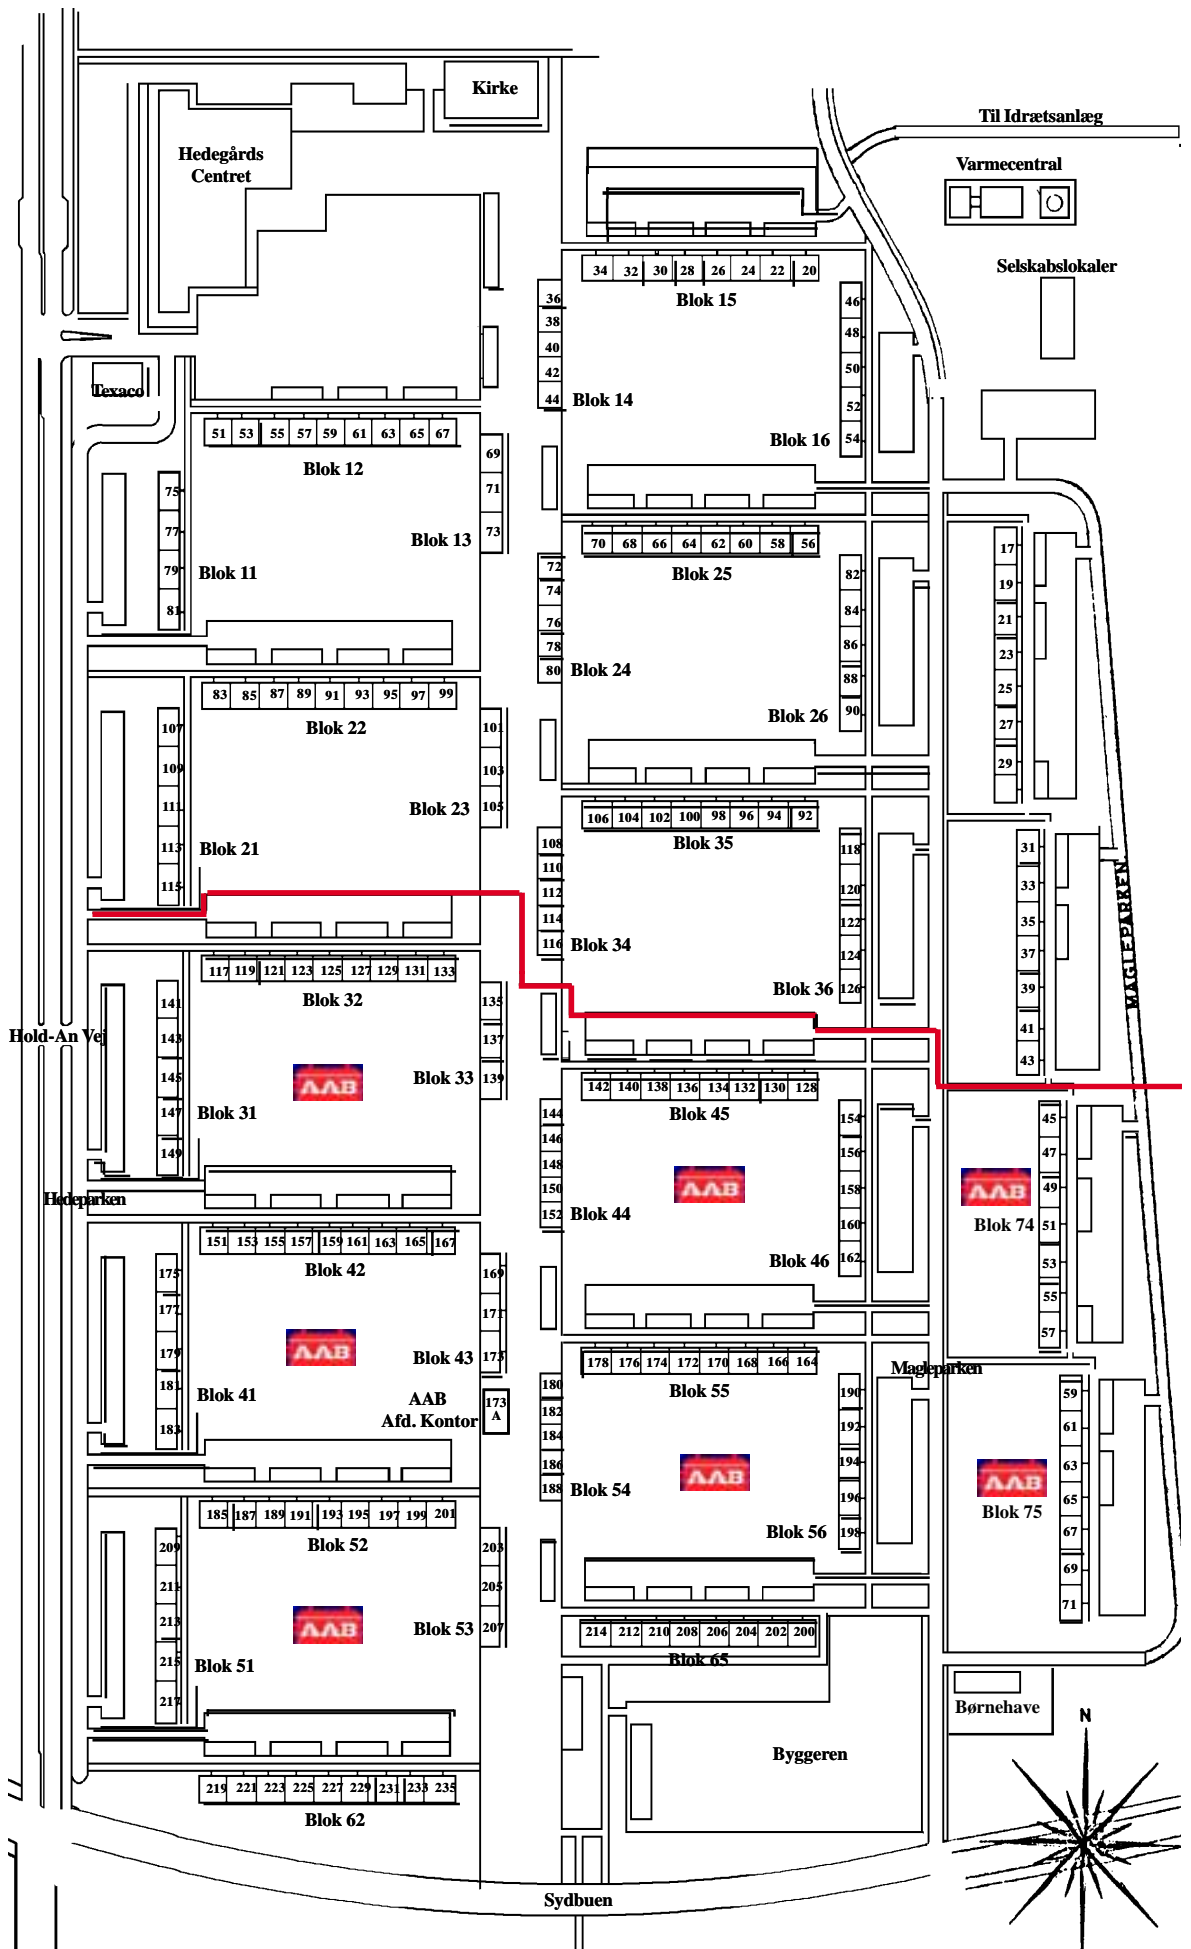 Kirke
Til Idrætsanlæg
Hedegårds
Centret
Varmecentral
Selskabslokaler
34 32 30 28 26 24 22 20
Blok 15
36
38
40
42
44
Blok 14
46
48
50
52
54
Blok 16
Texaco
51 53 55 57 59 61 63 65 67
Blok 12
69
71
73
Blok 13
75
77
79
81
Blok 11
70 68 66 64 62 60 58 56
Blok 25
72
74
76
78
80
Blok 24
82
84
86
88
90
Blok 26
17
19
21
23
25
27
29
83 85 87 89 91 93 95 97 99
Blok 22
101
103
105
Blok 23
107
109
111
113
115
Blok 21
106 104 102 100 98 96 94 92
Blok 35
108
110
112
114
116
Blok 34
118
120
122
124
126
Blok 36
31
33
35
37
39
41
43
MAGLEPARKEN
117 119 121 123 125 127 129 131 133
Blok 32
135
137
139
Blok 33
141
143
145
147
149
Blok 31
AAB
Hold-An Vej
Hedeparken
142 140 138 136 134 132 130 128
Blok 45
144
146
148
150
152
Blok 44
AAB
154
156
158
160
162
Blok 46
45
47
49
51
53
55
57
AAB
Blok 74
151 153 155 157 159 161 163 165 167
Blok 42
169
171
173
Blok 43
175
177
179
181
183
Blok 41
AAB
AAB
Afd. Kontor
173
A
178 176 174 172 170 168 166 164
Blok 55
180
182
184
186
188
Blok 54
AAB
190
192
194
196
198
Blok 56
Magleparken
59
61
63
65
67
69
71
AAB
Blok 75
185 187 189 191 193 195 197 199 201
Blok 52
203
205
207
Blok 53
209
211
213
215
217
Blok 51
AAB
214 212 210 208 206 204 202 200
Blok 65
Børnehave
Byggeren
N
219 221 223 225 227 229 231 233 235
Blok 62
Sydbuen